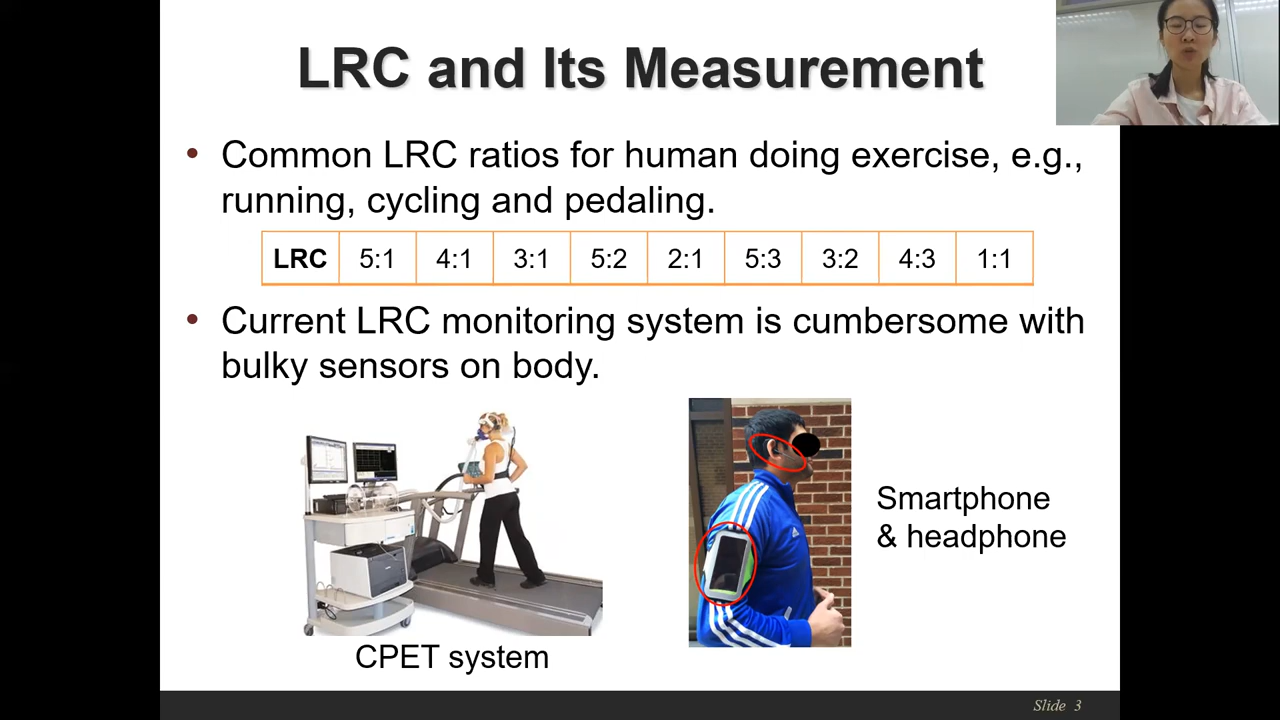 LRC and Its Measurement
• Common LRC ratios for human doing exercise, e.g.,
running, cycling and pedaling.
LRC 5:1 4:1 3:1 5:2 2:1 5:3 3:2 4:3 1:1
• Current LRC monitoring system is cumbersome with
bulky sensors on body.
Smartphone
& headphone
CPET system
Slide 3